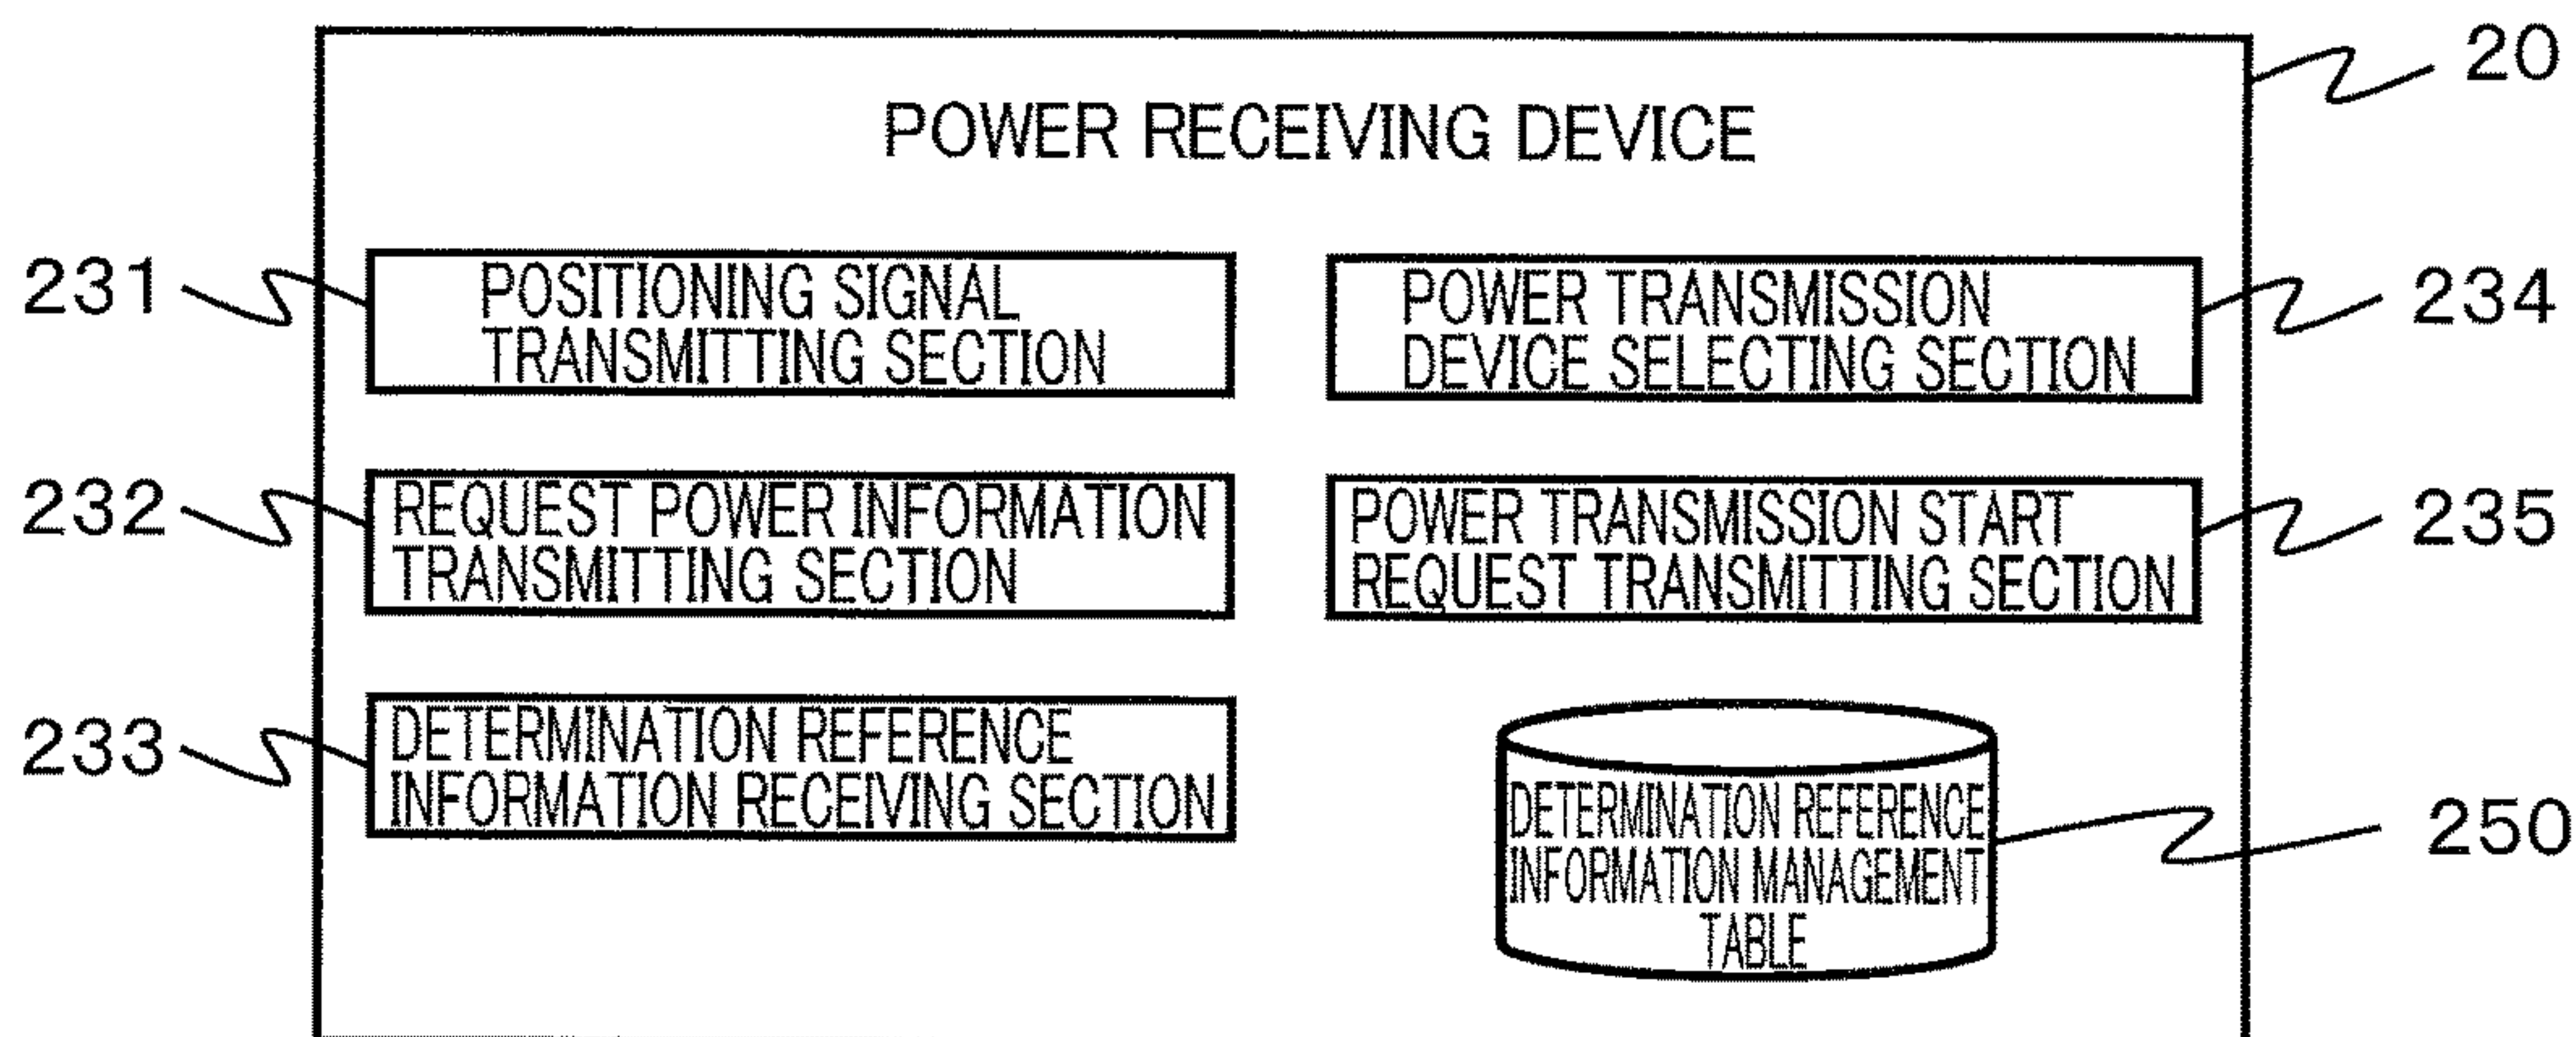 20
POWER RECEIVING DEVICE
231
POSITIONING SIGNAL
TRANSMITTING SECTION
POWER TRANSMISSION
DEVICE SELECTING SECTION
234
232
REQUEST POWER INFORMATION
TRANSMITTING SECTION
POWER TRANSMISSION START
REQUEST TRANSMITTING SECTION
235
233
DETERMINATION REFERENCE
INFORMATION RECEIVING SECTION
DETERMINATION REFERENCE
INFORMATION MANAGEMENT
TABLE
250